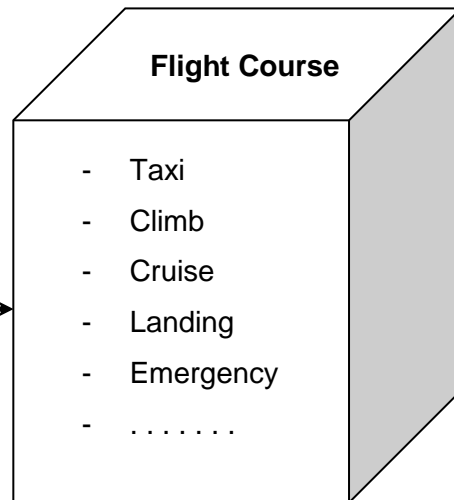 Flight Course
- Taxi
- Climb
- Cruise
- Landing
- Emergency
- . . . . . . .